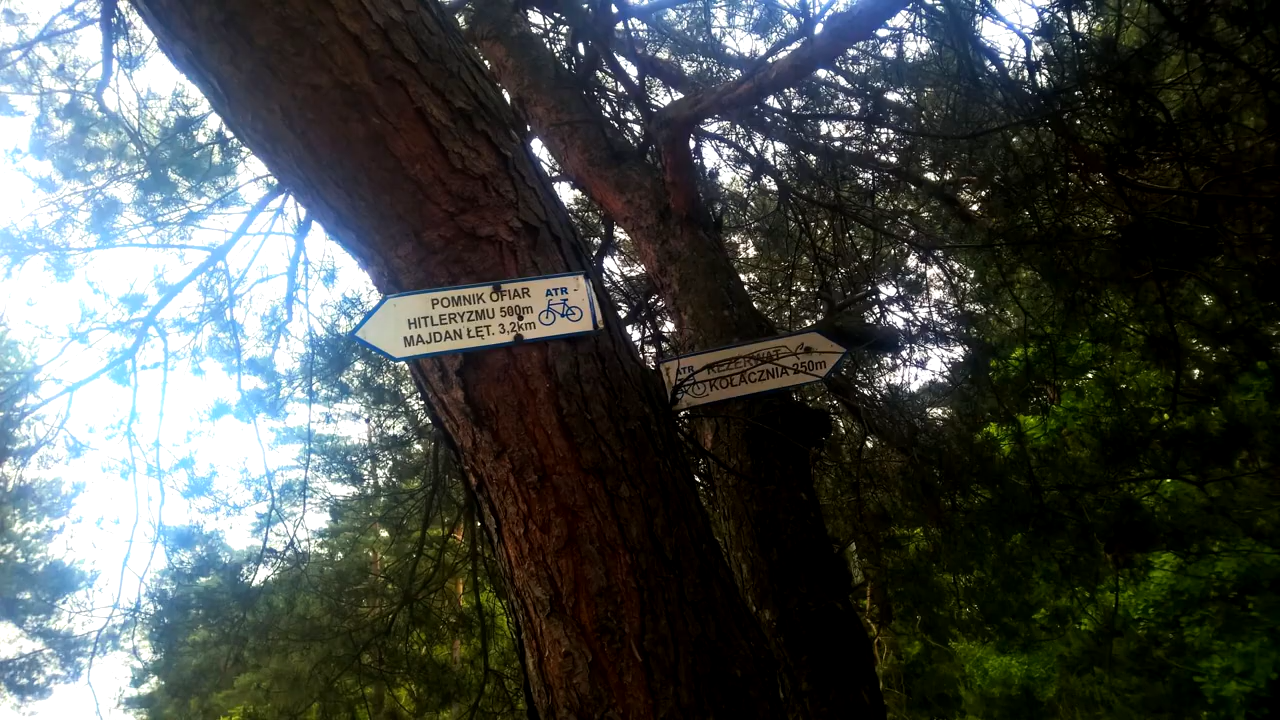 POMNIK OFIAR
HITLERYZMU 500m
MAJDAN ŁĘT. 3,2km
ATR
ATR
REZERWAT
KOŁACZNIA 250m